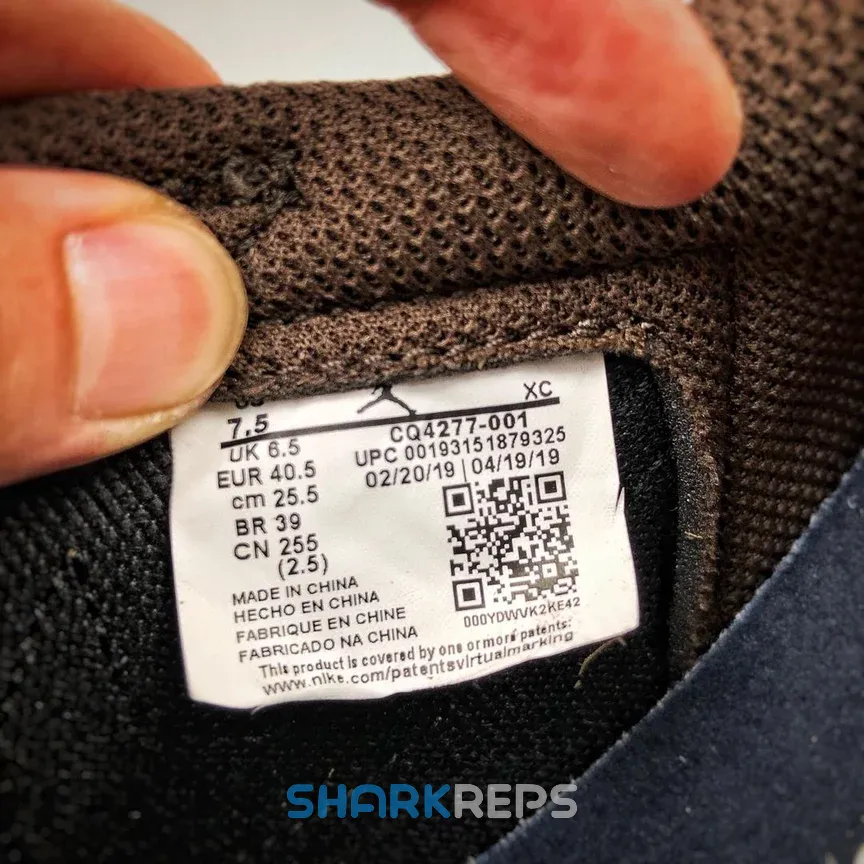 7.5
XC
UK 6.5
EUR 40.5
cm 25.5
BR 39
CN 255
(2.5)
CQ4277-001
UPC 00193151879325
02/20/19 | 04/19/19
000YDWVK2KE42
MADE IN CHINA
HECHO EN CHINA
FABRIQUE EN CHINE
FABRICADO NA CHINA
This product is covered by one or more patents:
www.nike.com/patentsvirtualmarking
SHARKREPS